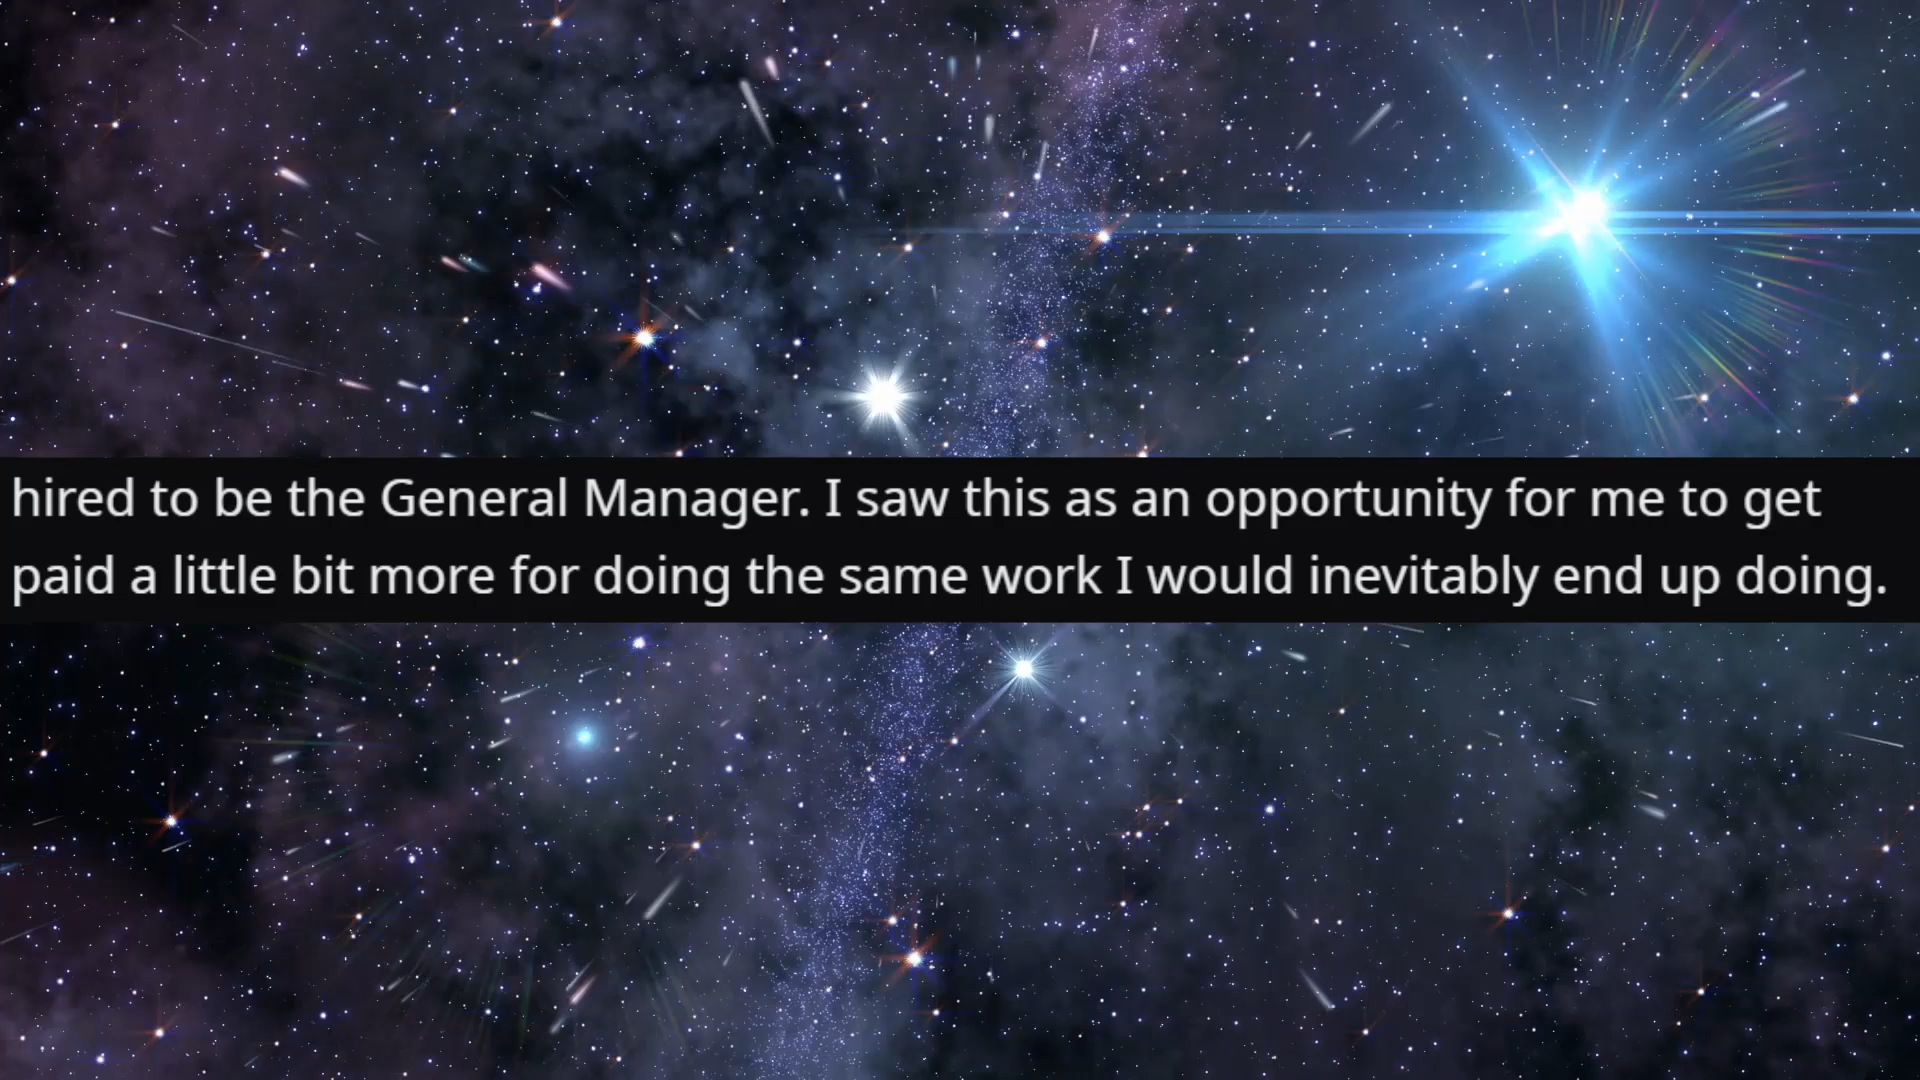 hired to be the General Manager. I saw this as an opportunity for me to get
paid a little bit more for doing the same work I would inevitably end up doing.